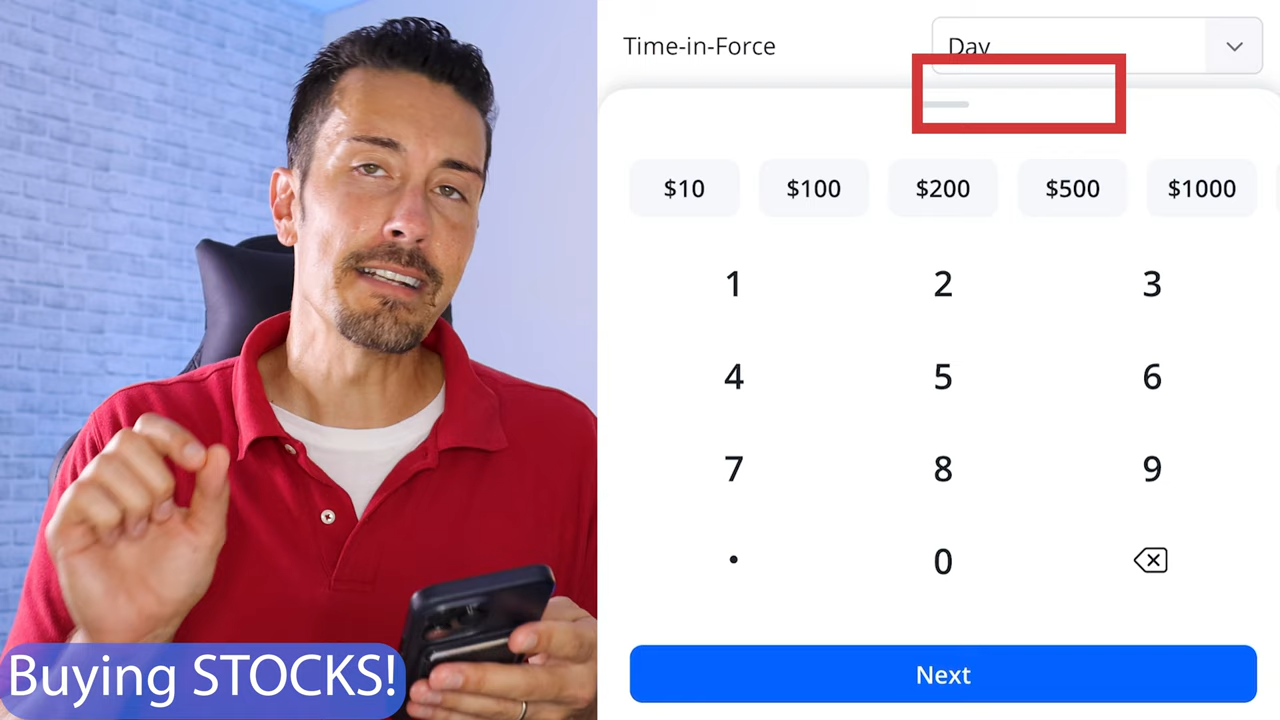 Time-in-Force
Day
$10 $100 $200 $500 $1000
1 2 3
4 5 6
7 8 9
. 0
Next
Buying STOCKS!